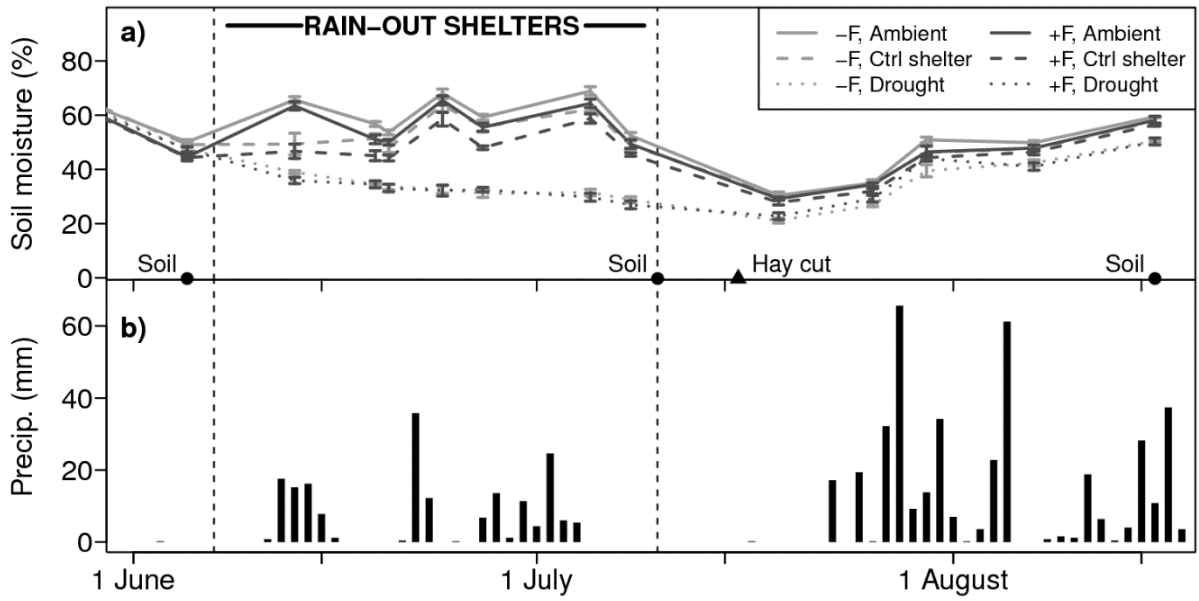 a)
RAIN–OUT SHELTERS
−F, Ambient
+F, Ambient
−F, Ctrl shelter
+F, Ctrl shelter
−F, Drought
+F, Drought
Soil moisture (%)
80
60
40
20
0
Soil
Soil
Hay cut
Soil
b)
Precip. (mm)
60
40
20
0
1 June
1 July
1 August